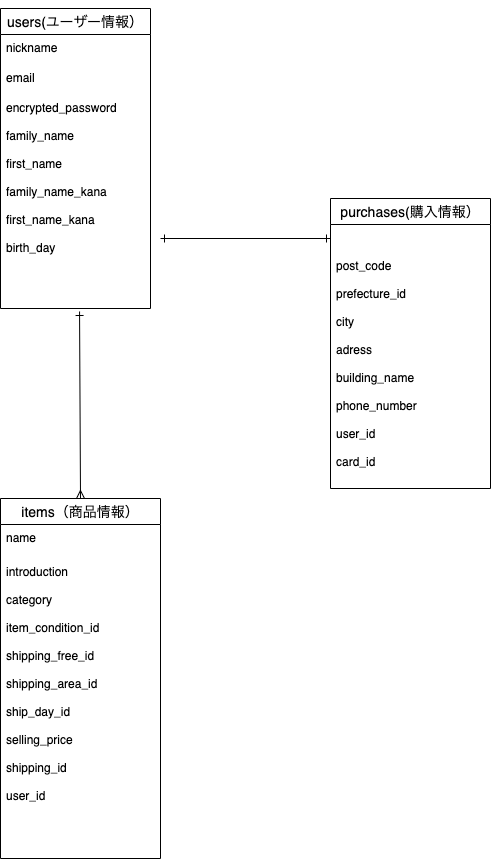 users(ユーザー情報）
nickname
email
encrypted_password
family_name
first_name
family_name_kana
first_name_kana
birth_day
purchases(購入情報）
post_code
prefecture_id
city
adress
building_name
phone_number
user_id
card_id
items（商品情報）
name
introduction
category
item_condition_id
shipping_free_id
shipping_area_id
ship_day_id
selling_price
shipping_id
user_id